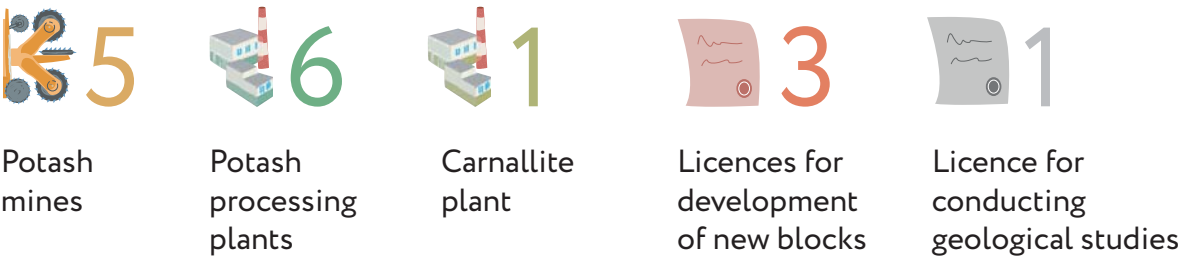 5
Potash
mines
6
Potash
processing
plants
1
Carnallite
plant
3
Licences for
development
of new blocks
1
Licence for
conducting
geological studies